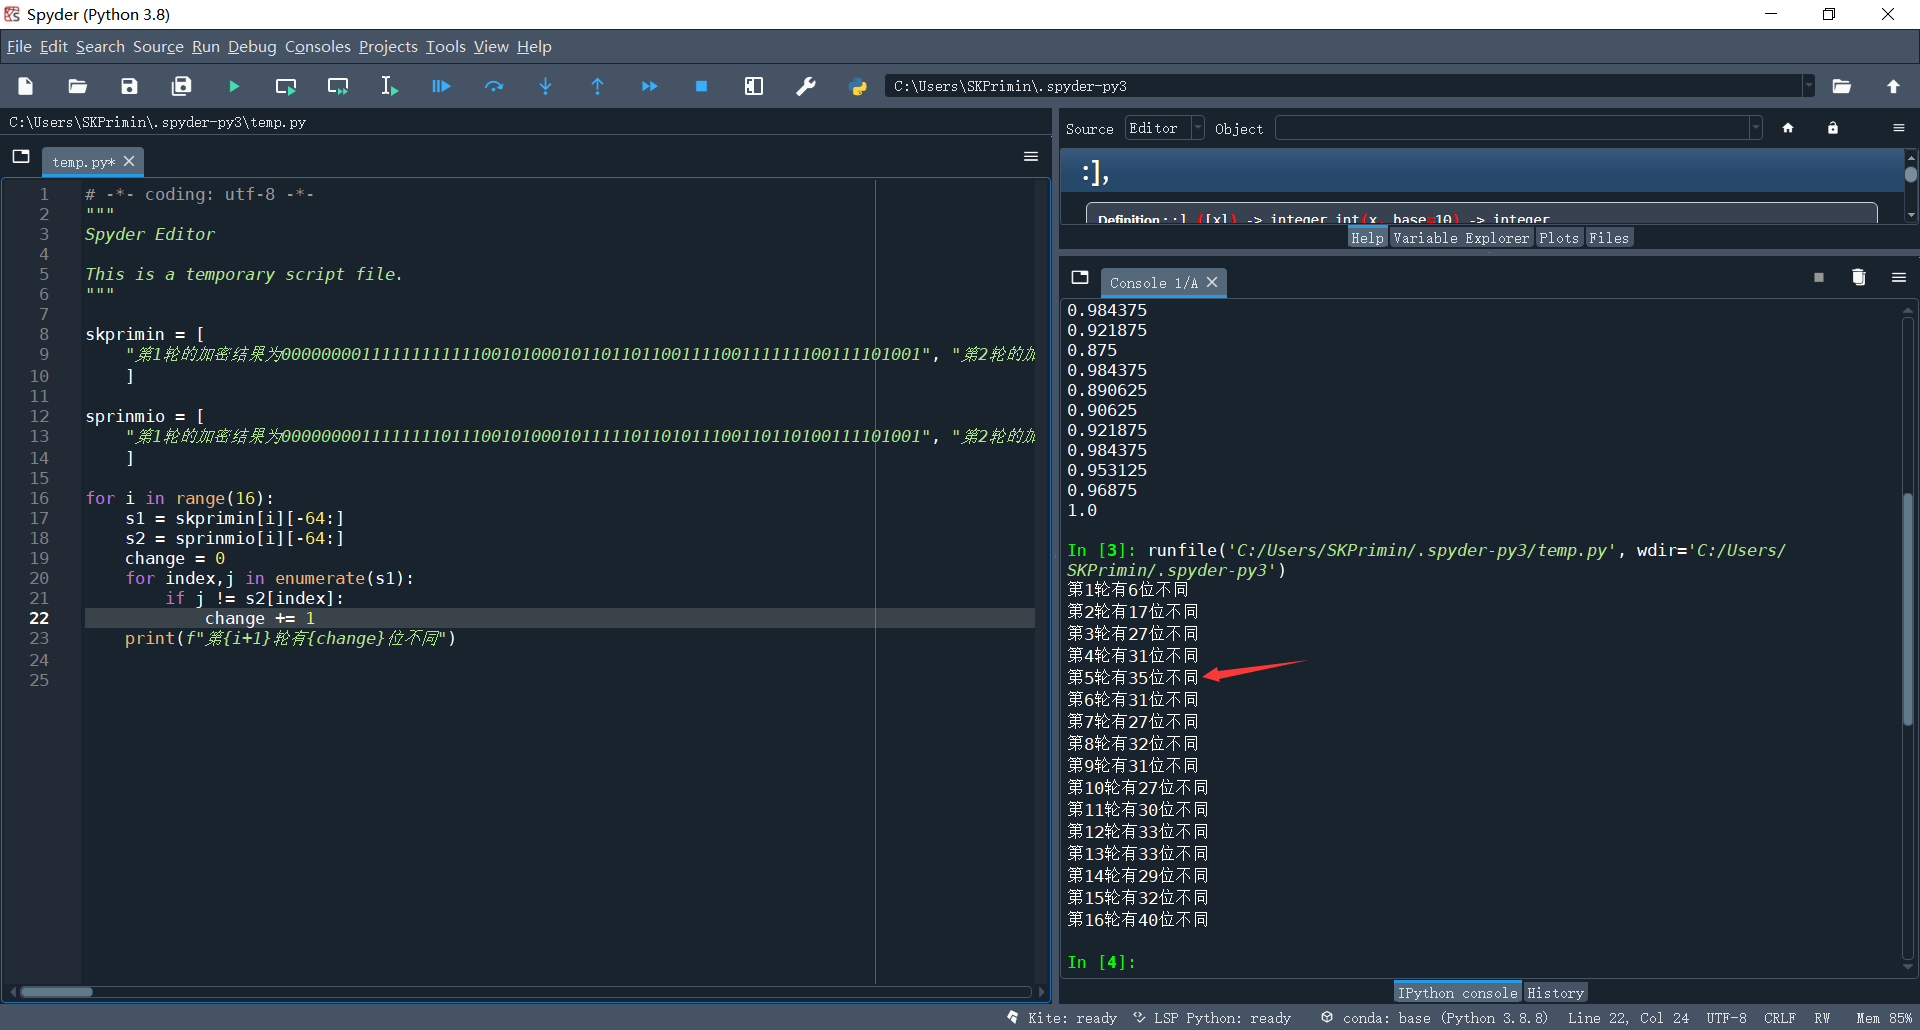 Spyder (Python 3.8)
File Edit Search Source Run Debug Consoles Projects Tools View Help
C:\Users\SKPrimin\.spyder-py3
C:\Users\SKPrimin\.spyder-py3\temp.py
temp.py*
1 # -*- coding: utf-8 -*-
2 """
3 Spyder Editor
4
5 This is a temporary script file.
6 """
7
8 skprimin = [
9 "第1轮的加密结果为00000000111111111111100101000101101101100111100111111100111101001", "第2轮的加
10 ]
11
12 sprinmio = [
13 "第1轮的加密结果为0000000011111111011100101000101111101101011100110110100111101001", "第2轮的加
14 ]
15
16 for i in range(16):
17 s1 = skprimin[i][-64:]
18 s2 = sprinmio[i][-64:]
19 change = 0
20 for index,j in enumerate(s1):
21 if j != s2[index]:
22 change += 1
23 print(f"第{i+1}轮有{change}位不同")
24
25
Source Editor Object
:],
Definition : :] ([x]) -> integer int(x, base=10) -> integer
Help Variable Explorer Plots Files
Console 1/A
0.984375
0.921875
0.875
0.984375
0.890625
0.90625
0.921875
0.984375
0.953125
0.96875
1.0
In [3]: runfile('C:/Users/SKPrimin/.spyder-py3/temp.py', wdir='C:/Users/
SKPrimin/.spyder-py3')
第1轮有6位不同
第2轮有17位不同
第3轮有27位不同
第4轮有31位不同
第5轮有35位不同
第6轮有31位不同
第7轮有27位不同
第8轮有32位不同
第9轮有31位不同
第10轮有27位不同
第11轮有30位不同
第12轮有33位不同
第13轮有33位不同
第14轮有29位不同
第15轮有32位不同
第16轮有40位不同
In [4]:
IPython console History
Kite: ready LSP Python: ready conda: base (Python 3.8.8) Line 22, Col 24 UTF-8 CRLF RW Mem 85%